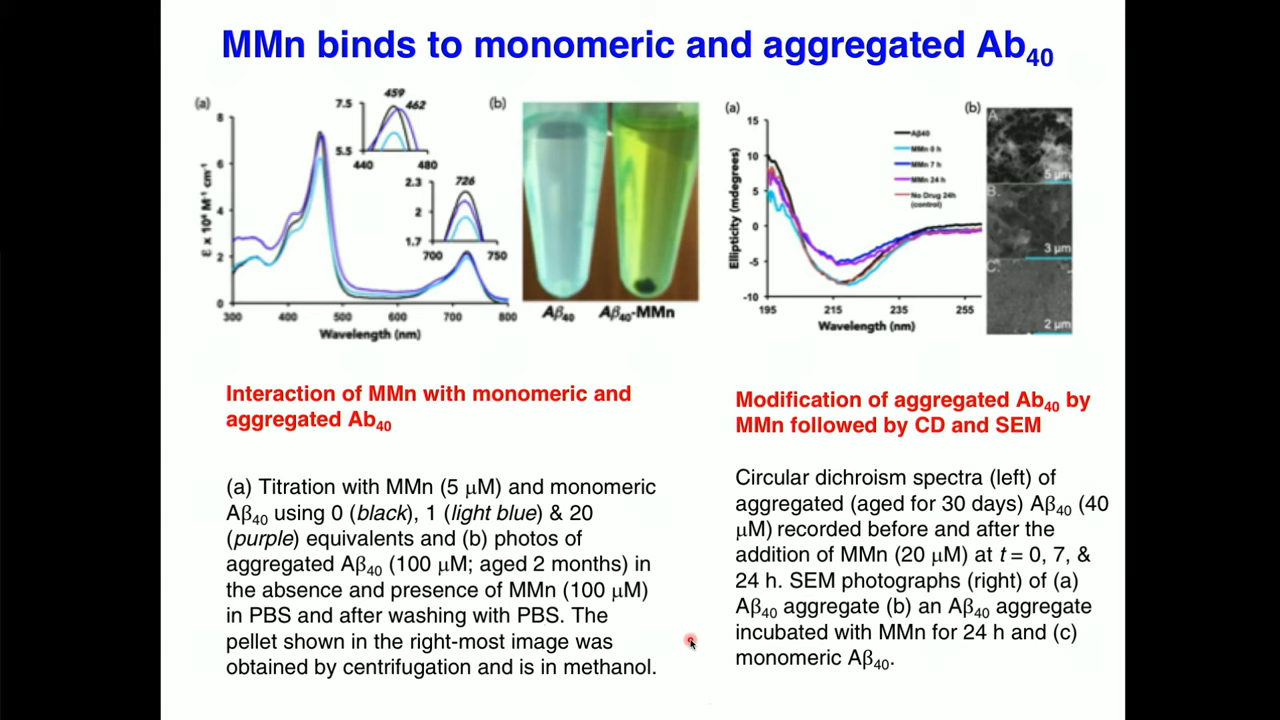 MMn binds to monomeric and aggregated Ab40
(a)
8
6
4
2
0
ε x 10⁴ M⁻¹ cm⁻¹
300 400 500 600 700 800
Wavelength (nm)
7.5
5.5
440 480
459
462
2.3
2
1.7
700 750
726
(b)
Aβ40 Aβ40-MMn
(a)
15
10
5
0
-5
-10
Ellipticity (mdegrees)
195 215 235 255
Wavelength (nm)
Aβ40
MMn 0 h
MMn 7 h
MMn 24 h
No Drug 24h
(control)
(b)
A.
5 µm
B.
3 µm
C.
2 µm
Interaction of MMn with monomeric and
aggregated Ab40
(a) Titration with MMn (5 µM) and monomeric
Aβ40 using 0 (black), 1 (light blue) & 20
(purple) equivalents and (b) photos of
aggregated Aβ40 (100 µM; aged 2 months) in
the absence and presence of MMn (100 µM)
in PBS and after washing with PBS. The
pellet shown in the right-most image was
obtained by centrifugation and is in methanol.
Modification of aggregated Ab40 by
MMn followed by CD and SEM
Circular dichroism spectra (left) of
aggregated (aged for 30 days) Aβ40 (40
µM) recorded before and after the
addition of MMn (20 µM) at t = 0, 7, &
24 h. SEM photographs (right) of (a)
Aβ40 aggregate (b) an Aβ40 aggregate
incubated with MMn for 24 h and (c)
monomeric Aβ40.